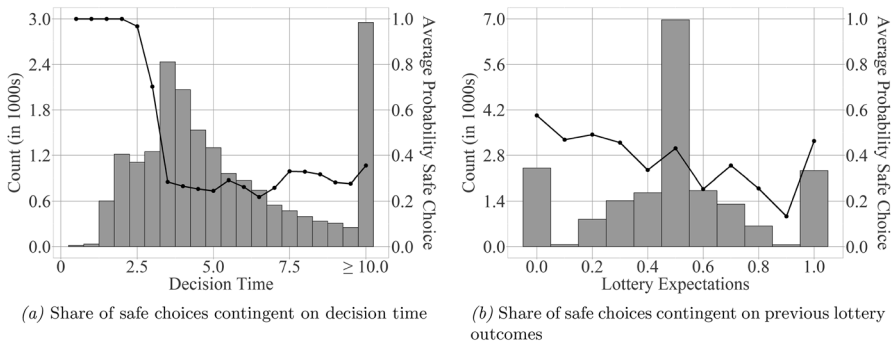 3.0
2.4
1.8
1.2
0.6
0.0
Count (in 1000s)
1.0
0.8
0.6
0.4
0.2
0.0
Average Probability Safe Choice
0 2.5 5.0 7.5 ≥ 10.0
Decision Time
(a) Share of safe choices contingent on decision time
7.0
5.6
4.2
2.8
1.4
0.0
Count (in 1000s)
1.0
0.8
0.6
0.4
0.2
0.0
Average Probability Safe Choice
0.0 0.2 0.4 0.6 0.8 1.0
Lottery Expectations
(b) Share of safe choices contingent on previous lottery
outcomes